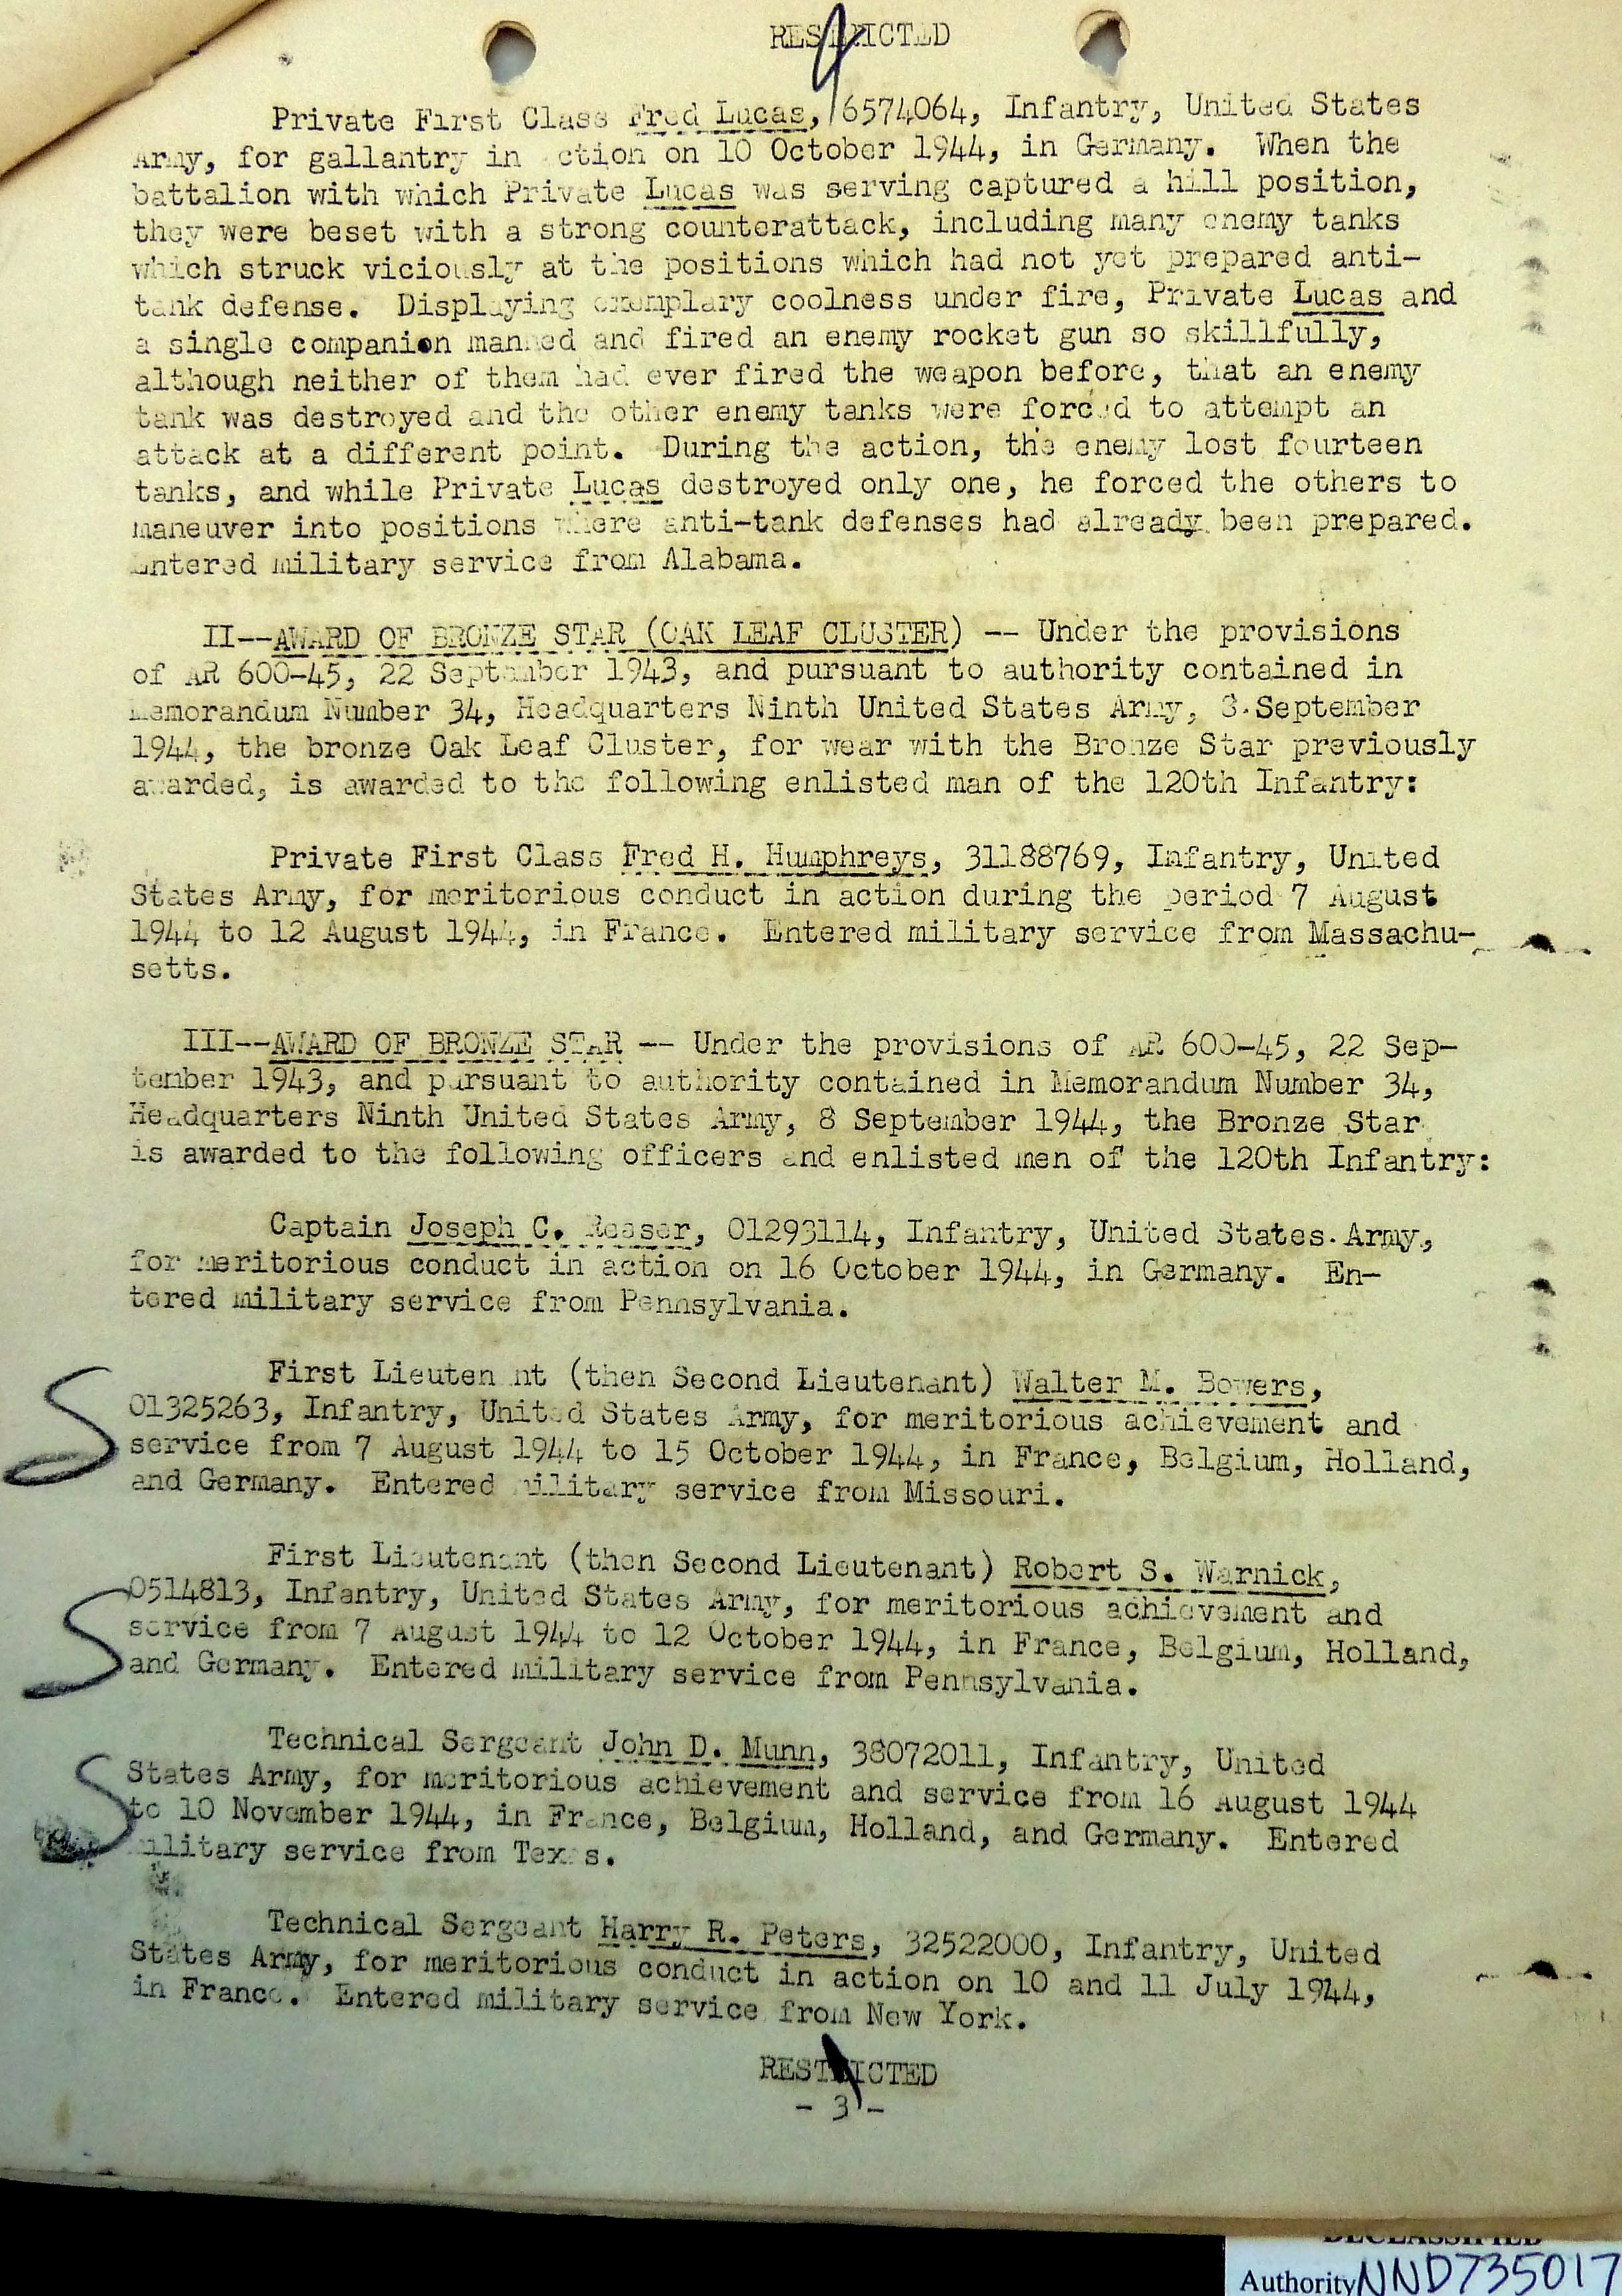 RESTRICTED
Private First Class Fred Lucas, 6574064, Infantry, United States
Army, for gallantry in action on 10 October 1944, in Germany. When the
battalion with which Private Lucas was serving captured a hill position,
they were beset with a strong counterattack, including many enemy tanks
which struck viciously at the positions which had not yet prepared anti-
tank defense. Displaying exemplary coolness under fire, Private Lucas and
a single companion manned and fired an enemy rocket gun so skillfully,
although neither of them had ever fired the weapon before, that an enemy
tank was destroyed and the other enemy tanks were forced to attempt an
attack at a different point. During the action, the enemy lost fourteen
tanks, and while Private Lucas destroyed only one, he forced the others to
maneuver into positions where anti-tank defenses had already been prepared.
Entered military service from Alabama.
II--AWARD OF BRONZE STAR (OAK LEAF CLUSTER) -- Under the provisions
of AR 600-45, 22 September 1943, and pursuant to authority contained in
Memorandum Number 34, Headquarters Ninth United States Army, 8 September
1944, the bronze Oak Leaf Cluster, for wear with the Bronze Star previously
awarded, is awarded to the following enlisted man of the 120th Infantry:
Private First Class Fred H. Humphreys, 31188769, Infantry, United
States Army, for meritorious conduct in action during the period 7 August
1944 to 12 August 1944, in France. Entered military service from Massachu-
setts.
III--AWARD OF BRONZE STAR -- Under the provisions of AR 600-45, 22 Sep-
tember 1943, and pursuant to authority contained in Memorandum Number 34,
Headquarters Ninth United States Army, 8 September 1944, the Bronze Star
is awarded to the following officers and enlisted men of the 120th Infantry:
Captain Joseph C. Reaser, 01293114, Infantry, United States Army,
for meritorious conduct in action on 16 October 1944, in Germany. En-
tered military service from Pennsylvania.
First Lieutenant (then Second Lieutenant) Walter M. Bowers,
01325263, Infantry, United States Army, for meritorious achievement and
service from 7 August 1944 to 15 October 1944, in France, Belgium, Holland,
and Germany. Entered military service from Missouri.
First Lieutenant (then Second Lieutenant) Robert S. Warnick,
0514813, Infantry, United States Army, for meritorious achievement and
service from 7 August 1944 to 12 October 1944, in France, Belgium, Holland,
and Germany. Entered military service from Pennsylvania.
Technical Sergeant John D. Munn, 38072011, Infantry, United
States Army, for meritorious achievement and service from 16 August 1944
to 10 November 1944, in France, Belgium, Holland, and Germany. Entered
military service from Texas.
Technical Sergeant Harry R. Peters, 32522000, Infantry, United
States Army, for meritorious conduct in action on 10 and 11 July 1944,
in France. Entered military service from New York.
RESTRICTED
- 3 -
DECLASSIFIED
Authority NND735017